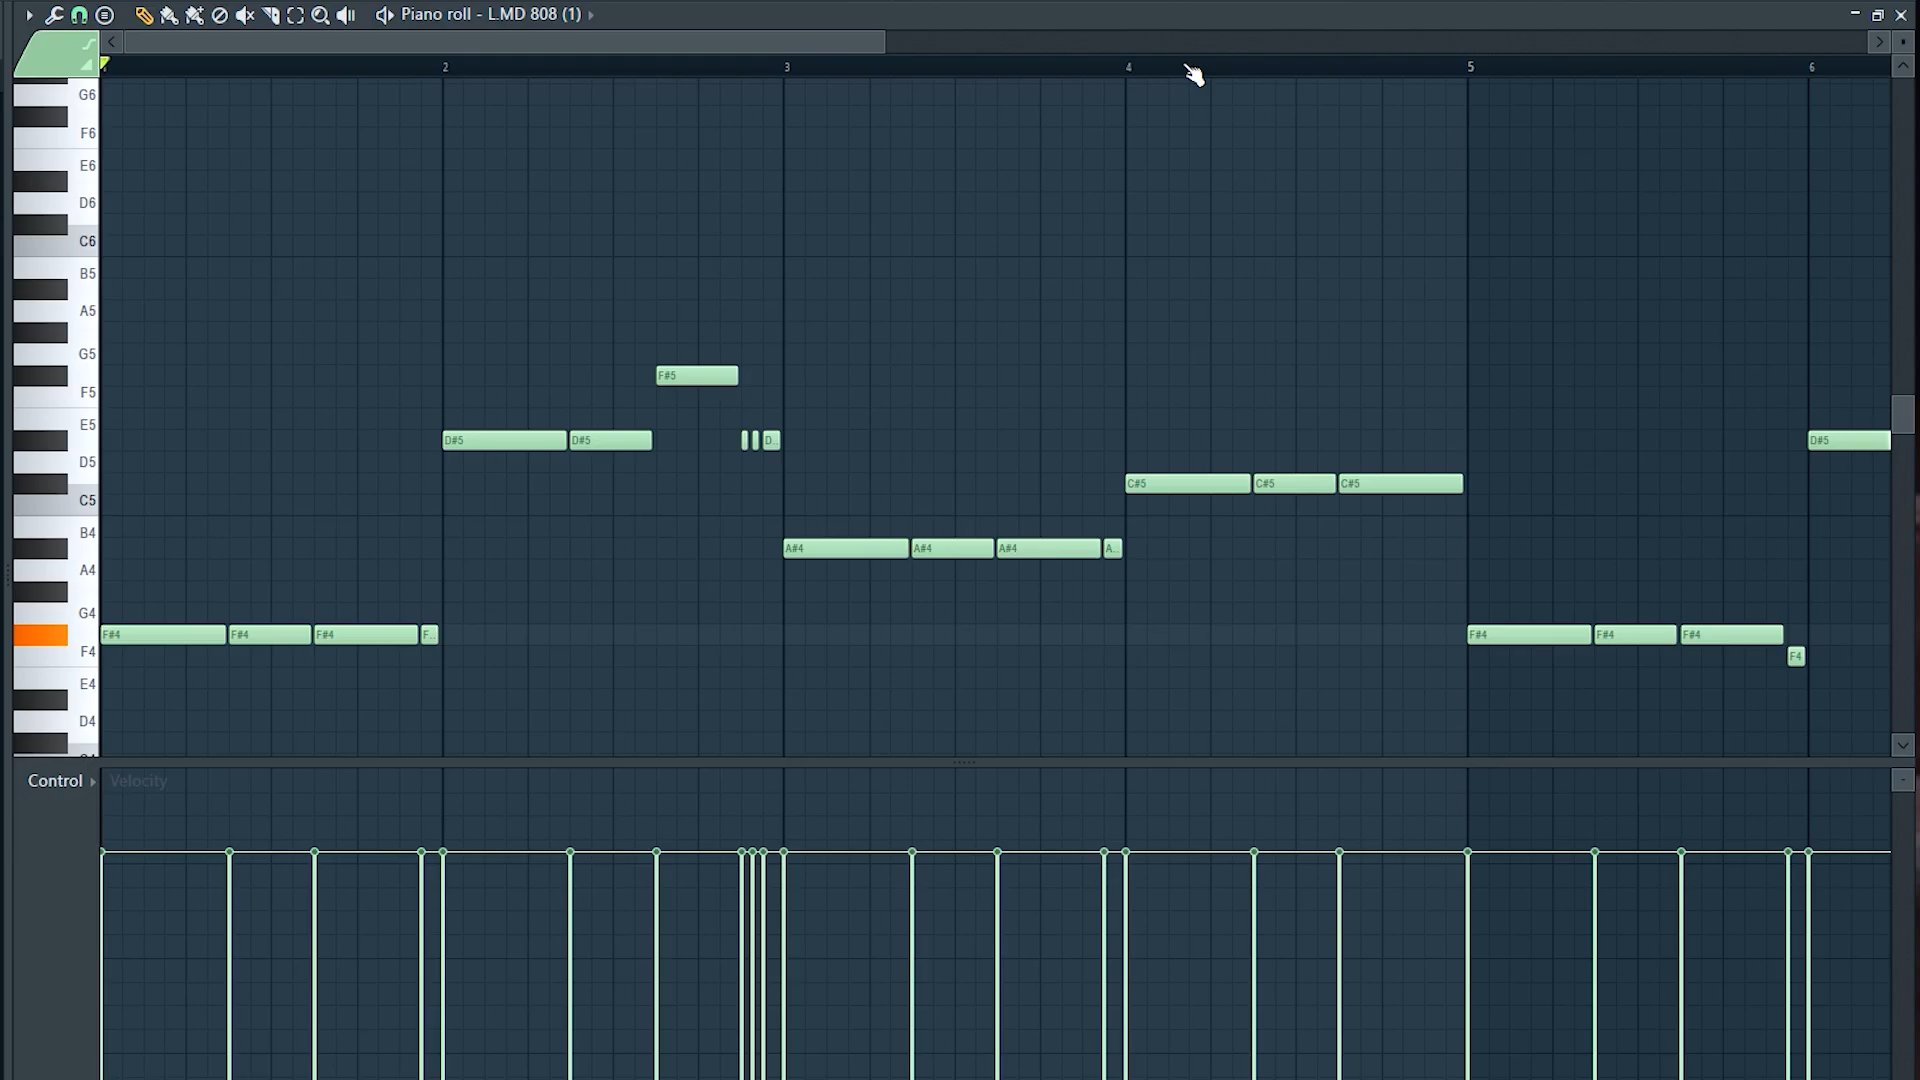 Piano roll - L.MD 808 (1)
2 3 4 5 6
G6
F6
E6
D6
C6
B5
A5
G5
F5
F#5
E5
D#5 D#5 D.. D#5
D5
C#5 C#5 C#5
C5
B4
A#4 A#4 A#4 A..
A4
G4
F#4 F#4 F#4 F.. F#4 F#4 F#4
F4 F4
E4
D4
Control Velocity